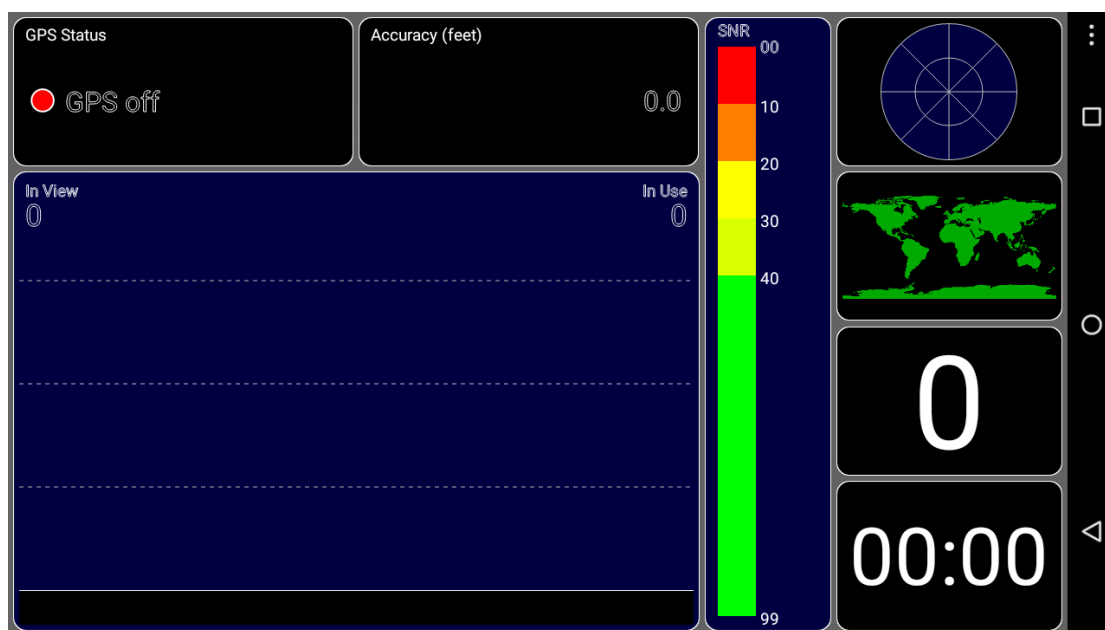 GPS Status
GPS off
Accuracy (feet)
0.0
In View
0
In Use
0
SNR
00
10
20
30
40
99
0
00:00